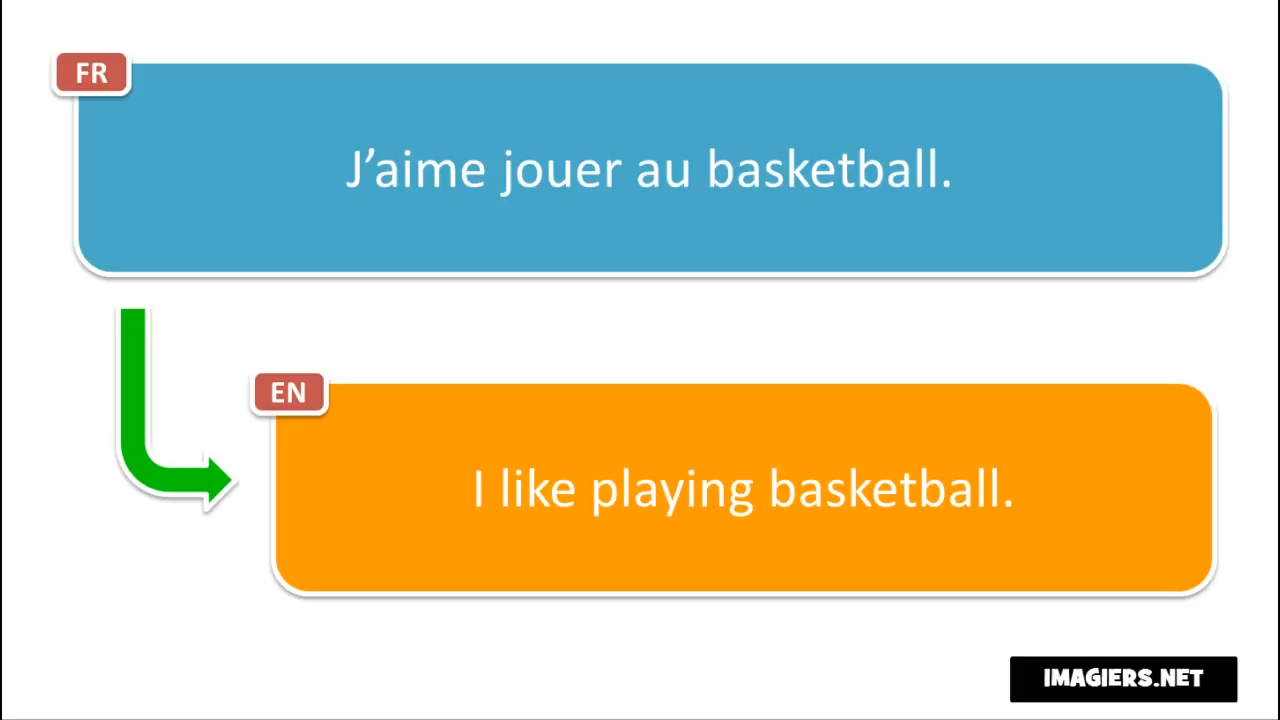 FR
J’aime jouer au basketball.
EN
I like playing basketball.
IMAGIERS.NET